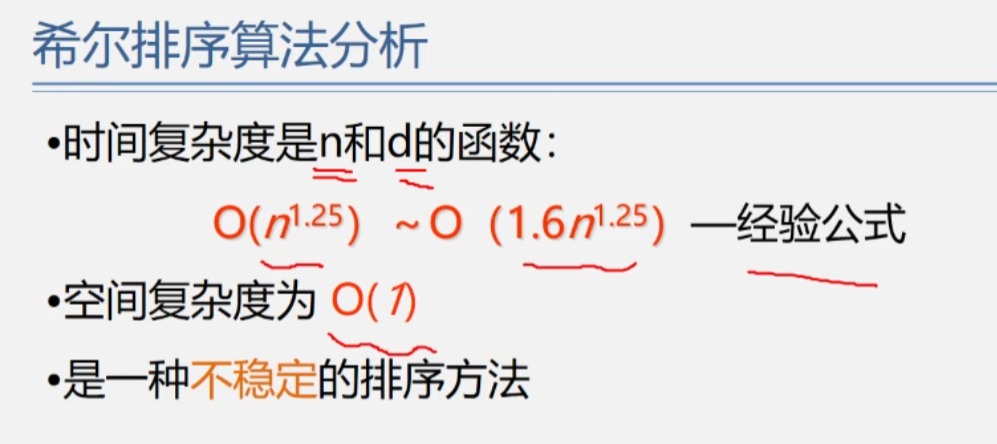 希尔排序算法分析
•时间复杂度是n和d的函数：
O(n^1.25) ~O（1.6n^1.25）—经验公式
•空间复杂度为 O(1)
•是一种不稳定的排序方法